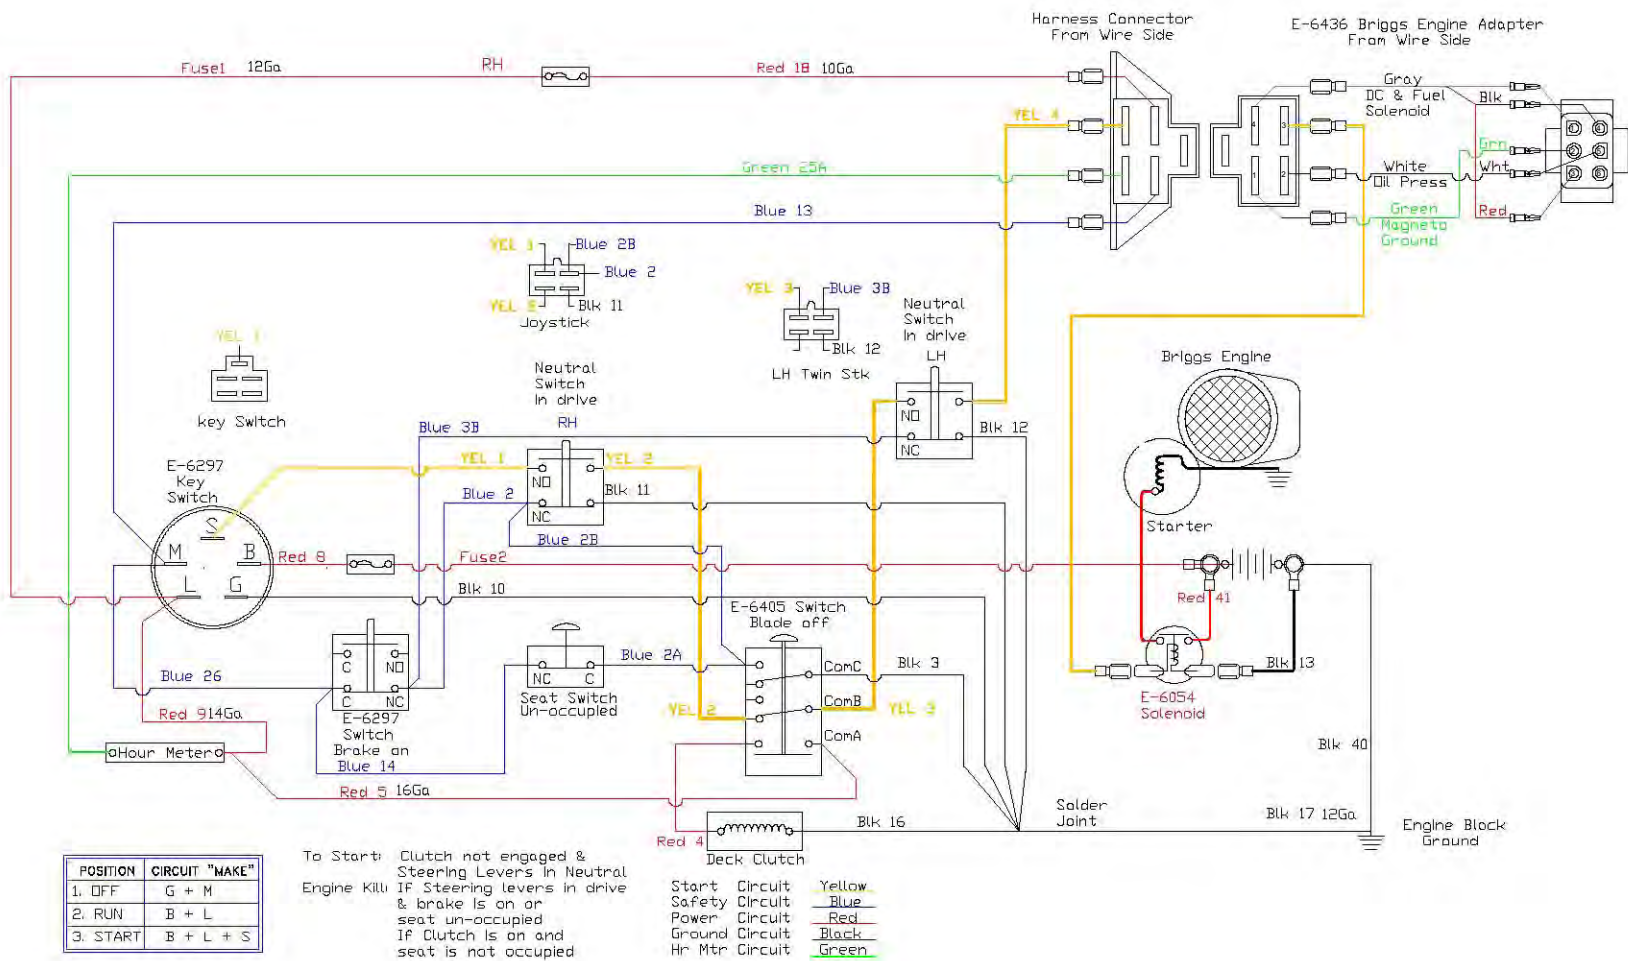 Harness Connector
From Wire Side
E-6436 Briggs Engine Adapter
From Wire Side
Fuse1 12Ga
RH
Red 18 10Ga
Gray
DC & Fuel
Solenoid
Blk
YEL 4
4
3
1
2
Grn
Green 25A
White
Oil Press
Wht
Blue 13
Green
Magneto
Ground
Red
YEL 1
Blue 2B
Blue 2
Blk 11
Joystick
YEL 3
Blue 3B
Blk 12
LH Twin Stk
Neutral
Switch
In drive
LH
NO
NC
Blk 12
YEL 1
key Switch
Neutral
Switch
In drive
RH
Briggs Engine
Starter
Blue 3B
YEL 1
YEL 2
NO
NC
Blue 2
Blk 11
Blue 2B
E-6297
Key
Switch
S
M
B
L
G
Red 8
Fuse2
Blk 10
Red 41
E-6405 Switch
Blade off
C
NO
C
NC
Blue 26
E-6297
Switch
Brake on
NC
C
Seat Switch
Un-occupied
Blue 2A
ComC
ComB
ComA
Blk 3
YEL 2
YEL 3
Blk 13
E-6054
Solenoid
Red 9 14Ga
Hour Meter
Blue 14
Red 5 16Ga
Blk 40
Red 4
Deck Clutch
Blk 16
Solder
Joint
Blk 17 12Ga
Engine Block
Ground
POSITION CIRCUIT "MAKE"
1. OFF G + M
2. RUN B + L
3. START B + L + S
To Start: Clutch not engaged &
Steering Levers In Neutral
Engine Kill: IF Steering levers in drive
& brake Is on or
seat un-occupied
If Clutch Is on and
seat is not occupied
Start Circuit Yellow
Safety Circuit Blue
Power Circuit Red
Ground Circuit Black
Hr Mtr Circuit Green